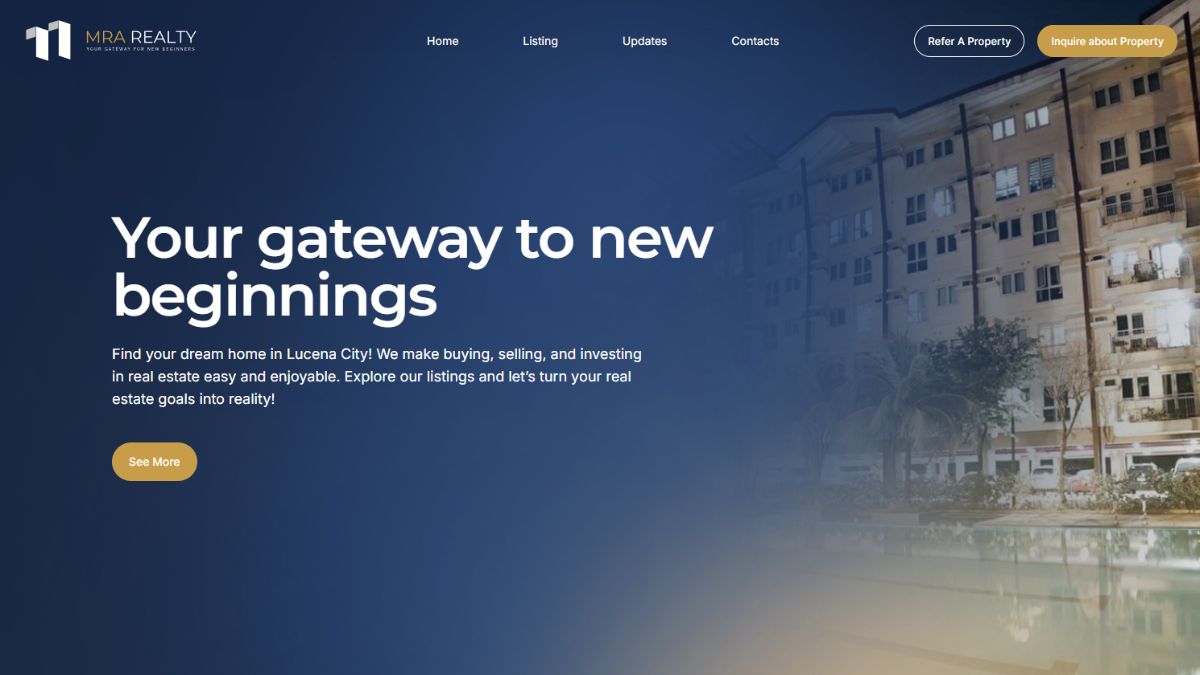 MRA REALTY
YOUR GATEWAY FOR NEW BEGINNERS
Home
Listing
Updates
Contacts
Refer A Property
Inquire about Property
Your gateway to new
beginnings
Find your dream home in Lucena City! We make buying, selling, and investing
in real estate easy and enjoyable. Explore our listings and let’s turn your real
estate goals into reality!
See More